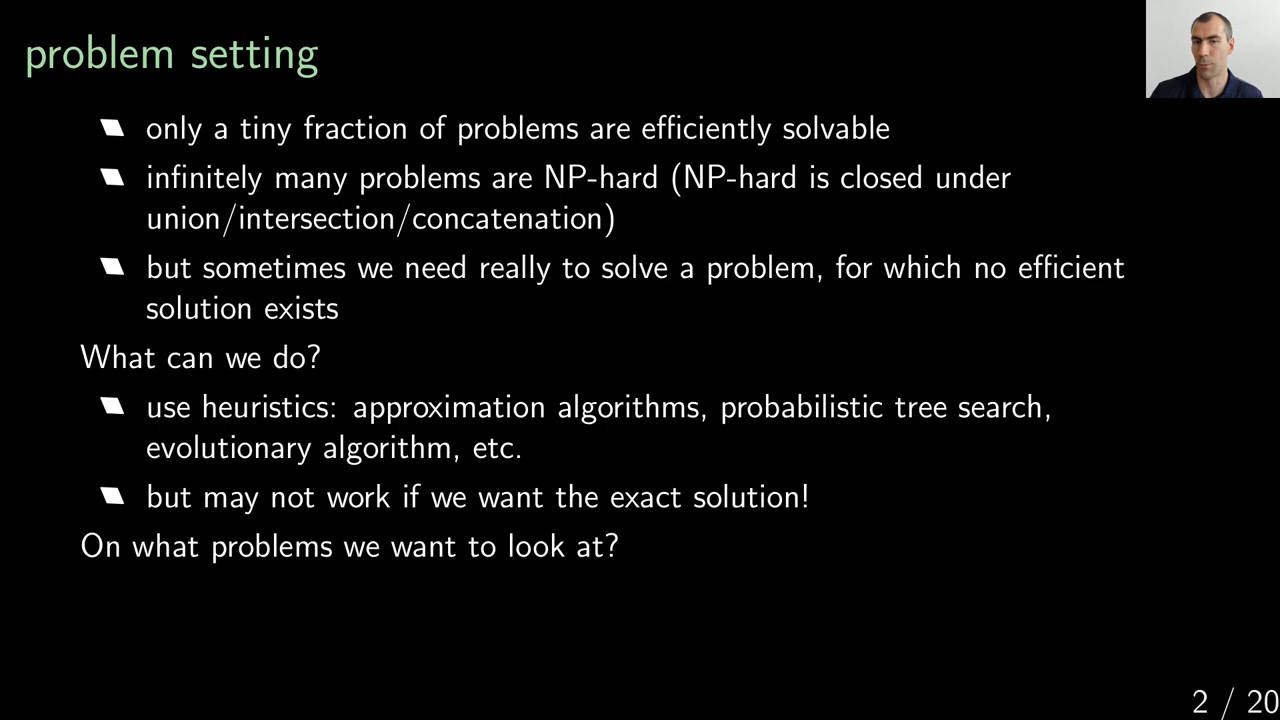 problem setting
only a tiny fraction of problems are efficiently solvable
infinitely many problems are NP-hard (NP-hard is closed under
union/intersection/concatenation)
but sometimes we need really to solve a problem, for which no efficient
solution exists
What can we do?
use heuristics: approximation algorithms, probabilistic tree search,
evolutionary algorithm, etc.
but may not work if we want the exact solution!
On what problems we want to look at?
2 / 20